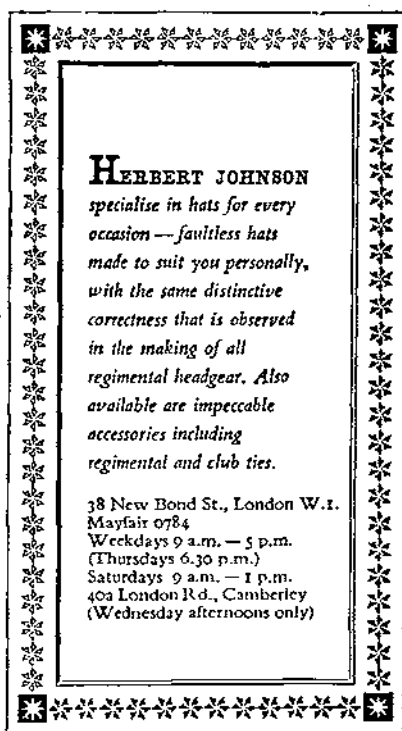 HERBERT JOHNSON
specialise in hats for every
occasion — faultless hats
made to suit you personally,
with the same distinctive
correctness that is observed
in the making of all
regimental headgear. Also
available are impeccable
accessories including
regimental and club ties.
38 New Bond St., London W.1.
Mayfair 0784
Weekdays 9 a.m. — 5 p.m.
(Thursdays 6.30 p.m.)
Saturdays 9 a.m. — 1 p.m.
40a London Rd., Camberley
(Wednesday afternoons only)